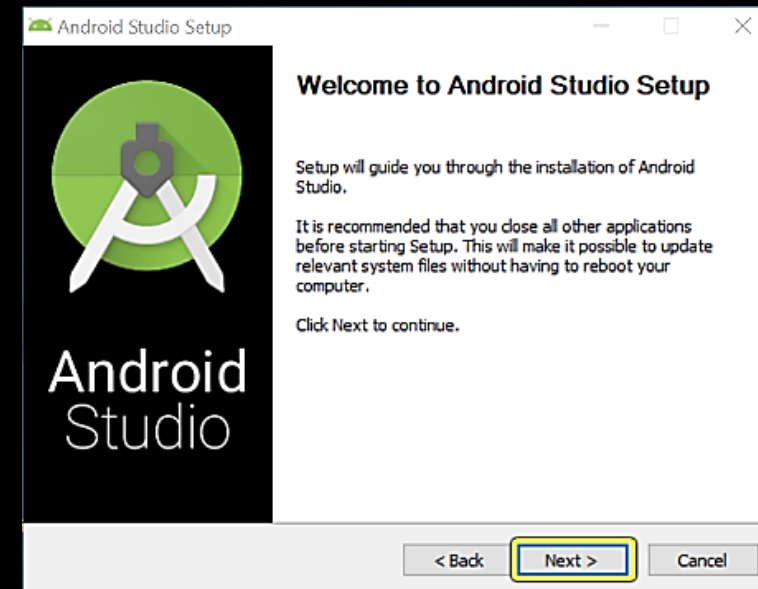 Android Studio Setup
Welcome to Android Studio Setup
Setup will guide you through the installation of Android
Studio.
It is recommended that you close all other applications
before starting Setup. This will make it possible to update
relevant system files without having to reboot your
computer.
Click Next to continue.
Android
Studio
< Back Next > Cancel